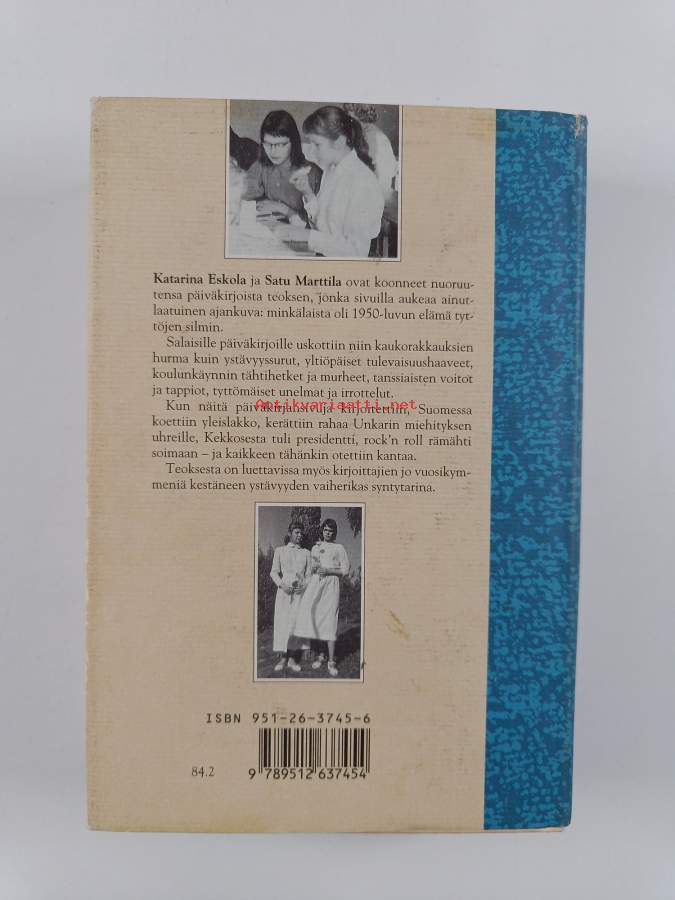 Katarina Eskola ja Satu Marttila ovat koonneet nuoruu-
tensa päiväkirjoista teoksen, jonka sivuilla aukeaa ainut-
laatuinen ajankuva: minkälaista oli 1950-luvun elämä tyt-
töjen silmin.
Salaisille päiväkirjoille uskottiin niin kaukorakkauksien
hurma kuin ystävyyssurut, yltiöpäiset tulevaisuushaaveet,
koulunkäynnin tähtihetket ja murheet, tanssiaisten voitot
ja tappiot, tyttömäiset unelmat ja irrottelut.
Antikvariaatti.net
Kun näitä päiväkirjansivuja kirjoitettiin, Suomessa
koettiin yleislakko, kerättiin rahaa Unkarin miehityksen
uhreille, Kekkosesta tuli presidentti, rock'n roll rämähti
soimaan – ja kaikkeen tähänkin otettiin kantaa.
Teoksesta on luettavissa myös kirjoittajien jo vuosikym-
meniä kestäneen ystävyyden vaiherikas syntytarina.
ISBN 951-26-3745-6
84.2
9 789512 637454